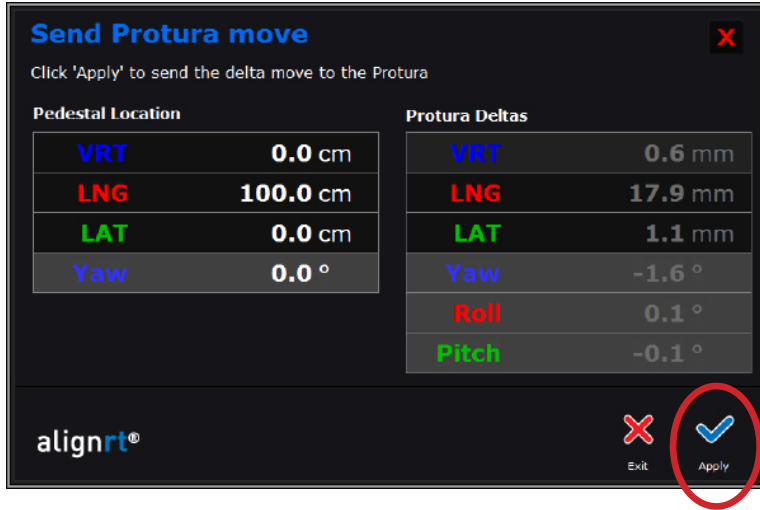 Send Protura move
X
Click 'Apply' to send the delta move to the Protura
Pedestal Location
VRT 0.0 cm
LNG 100.0 cm
LAT 0.0 cm
Yaw 0.0 °
Protura Deltas
VRT 0.6 mm
LNG 17.9 mm
LAT 1.1 mm
Yaw -1.6 °
Roll 0.1 °
Pitch -0.1 °
alignrt®
Exit
Apply